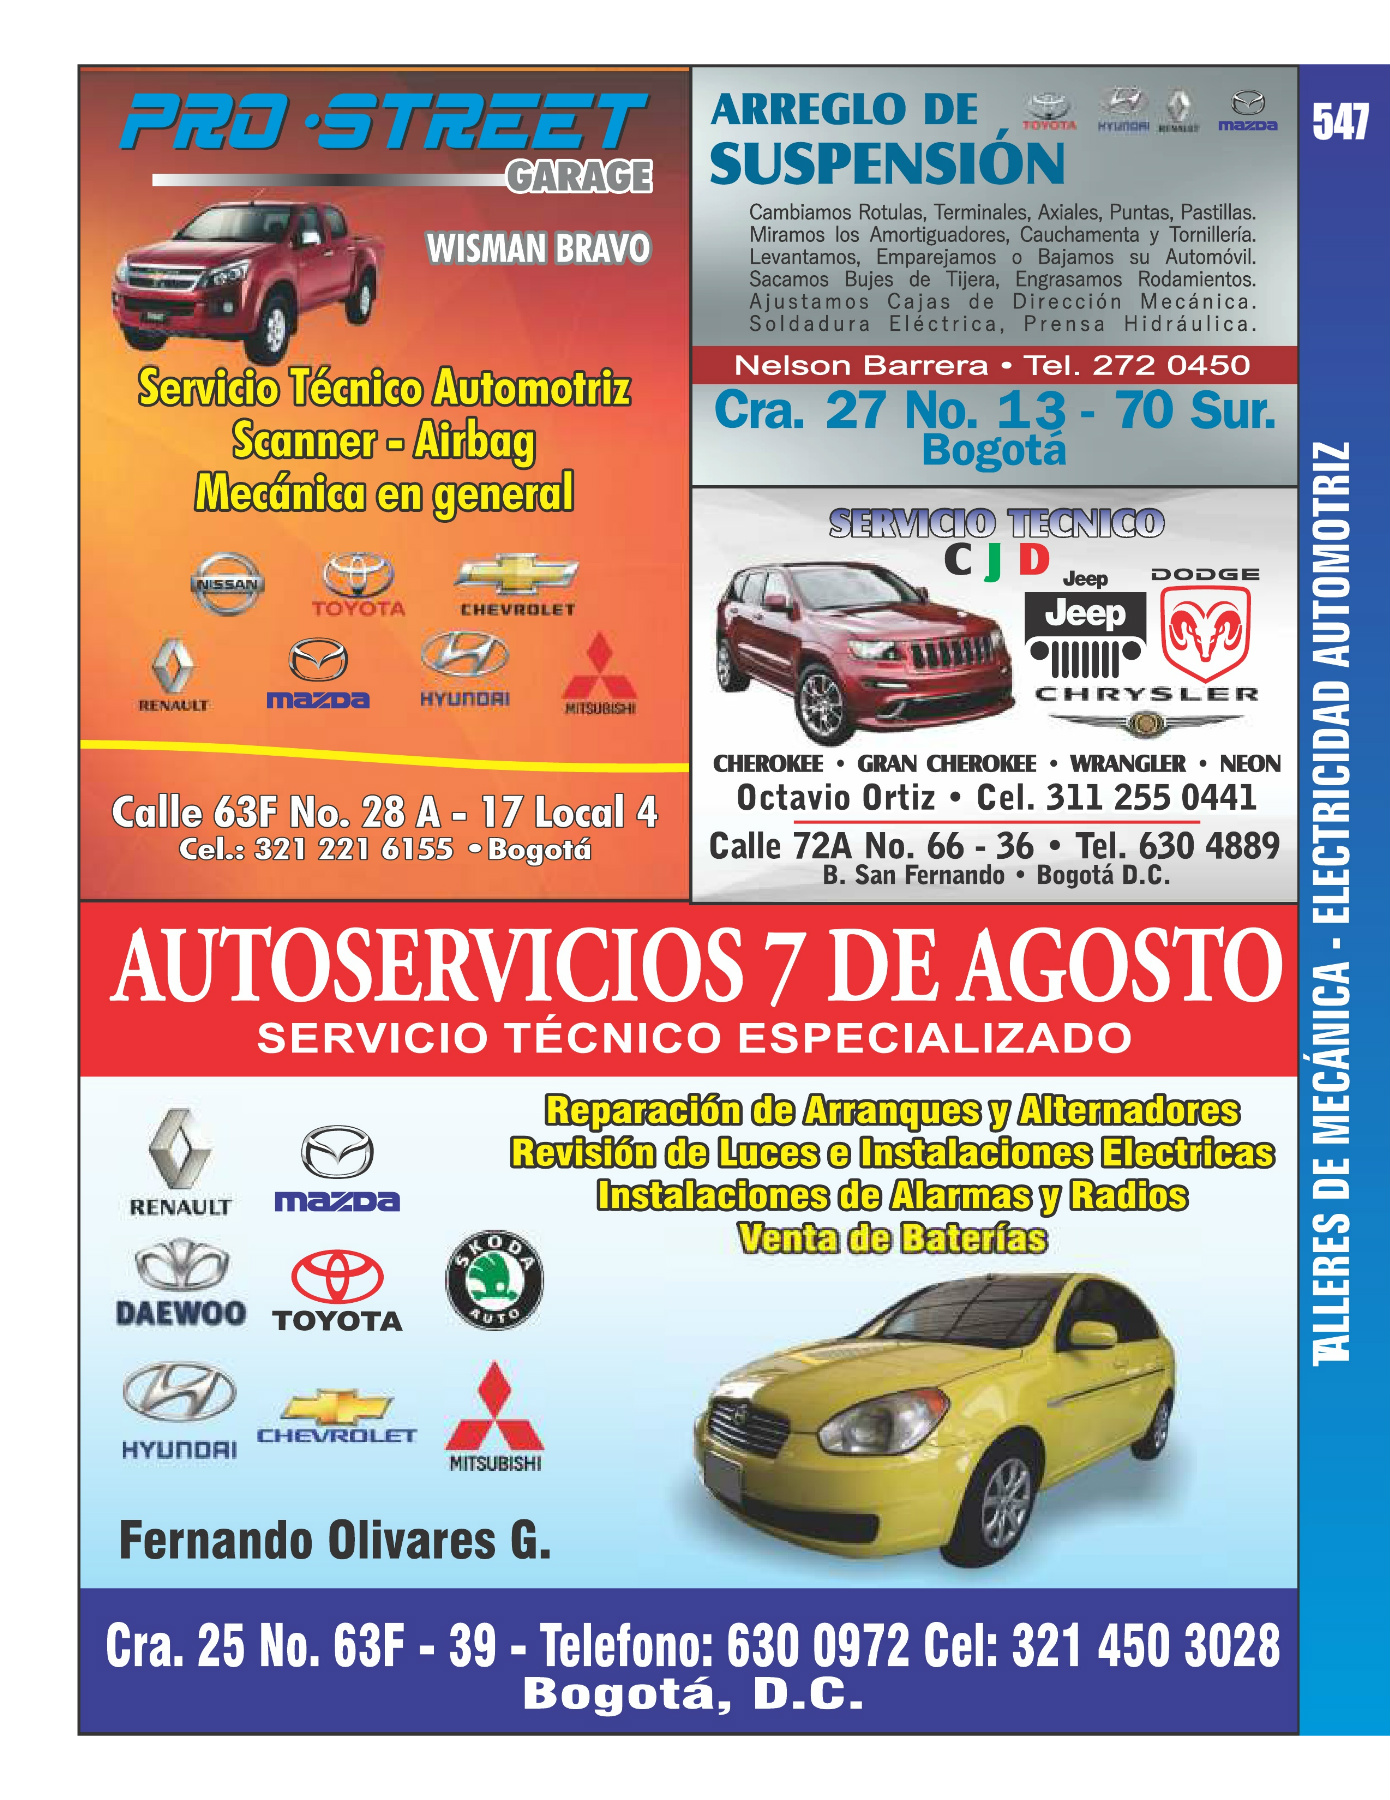 PRO·STREET
GARAGE
WISMAN BRAVO
Servicio Técnico Automotriz
Scanner - Airbag
Mecánica en general
NISSAN
TOYOTA
CHEVROLET
RENAULT
mazda
HYUNDAI
MITSUBISHI
Calle 63F No. 28 A - 17 Local 4
Cel.: 321 221 6155 • Bogotá
ARREGLO DE
SUSPENSIÓN
TOYOTA
HYUNDAI
RENAULT
mazda
Cambiamos Rotulas, Terminales, Axiales, Puntas, Pastillas.
Miramos los Amortiguadores, Cauchamenta y Tornillería.
Levantamos, Emparejamos o Bajamos su Automóvil.
Sacamos Bujes de Tijera, Engrasamos Rodamientos.
Ajustamos Cajas de Dirección Mecánica.
Soldadura Eléctrica, Prensa Hidráulica.
Nelson Barrera • Tel. 272 0450
Cra. 27 No. 13 - 70 Sur.
Bogotá
SERVICIO TECNICO
C J D
Jeep
DODGE
Jeep
CHRYSLER
CHEROKEE • GRAN CHEROKEE • WRANGLER • NEON
Octavio Ortiz • Cel. 311 255 0441
Calle 72A No. 66 - 36 • Tel. 630 4889
B. San Fernando • Bogotá D.C.
AUTOSERVICIOS 7 DE AGOSTO
SERVICIO TÉCNICO ESPECIALIZADO
Reparación de Arranques y Alternadores
Revisión de Luces e Instalaciones Electricas
Instalaciones de Alarmas y Radios
Venta de Baterías
RENAULT
mazda
DAEWOO
TOYOTA
SKODA
AUTO
HYUNDAI
CHEVROLET
MITSUBISHI
Fernando Olivares G.
Cra. 25 No. 63F - 39 - Telefono: 630 0972 Cel: 321 450 3028
Bogotá, D.C.
547
TALLERES DE MECÁNICA - ELECTRICIDAD AUTOMOTRIZ